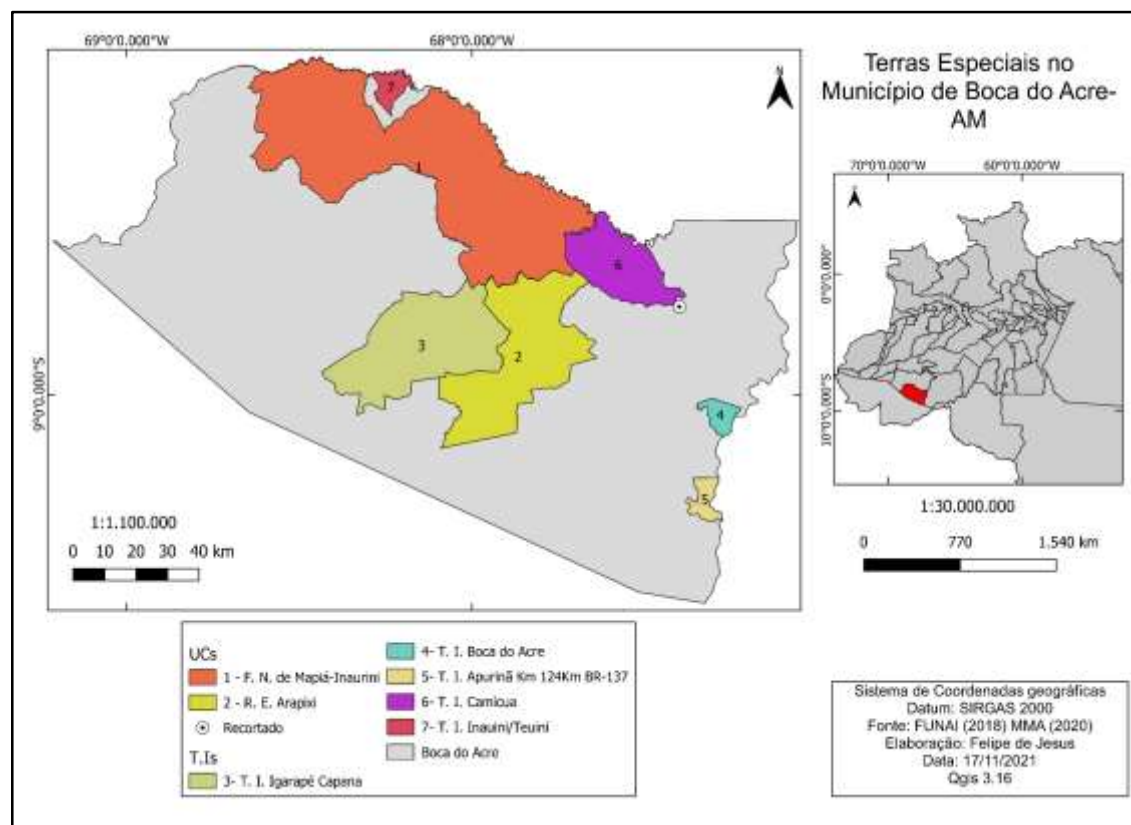 69°0'0.000"W
68°0'0.000"W
9°0'0.000"S
N
7
1
6
3
2
4
5
1:1.100.000
0 10 20 30 40 km
Terras Especiais no
Município de Boca do Acre-
AM
70°0'0.000"W
60°0'0.000"W
0°0'0.000"
10°0'0.000"S
1:30.000.000
0 770 1.540 km
UCs
1 - F. N. de Mapiá-Inaurini
2 - R. E. Arapixi
Recortado
T.Is
3- T. I. Igarapé Capana
4- T. I. Boca do Acre
5- T. I. Apurinã Km 124Km BR-137
6- T. I. Camicua
7- T. I. Inauini/Teuini
Boca do Acre
Sistema de Coordenadas geográficas
Datum: SIRGAS 2000
Fonte: FUNAI (2018) MMA (2020)
Elaboração: Felipe de Jesus
Data: 17/11/2021
Qgis 3.16